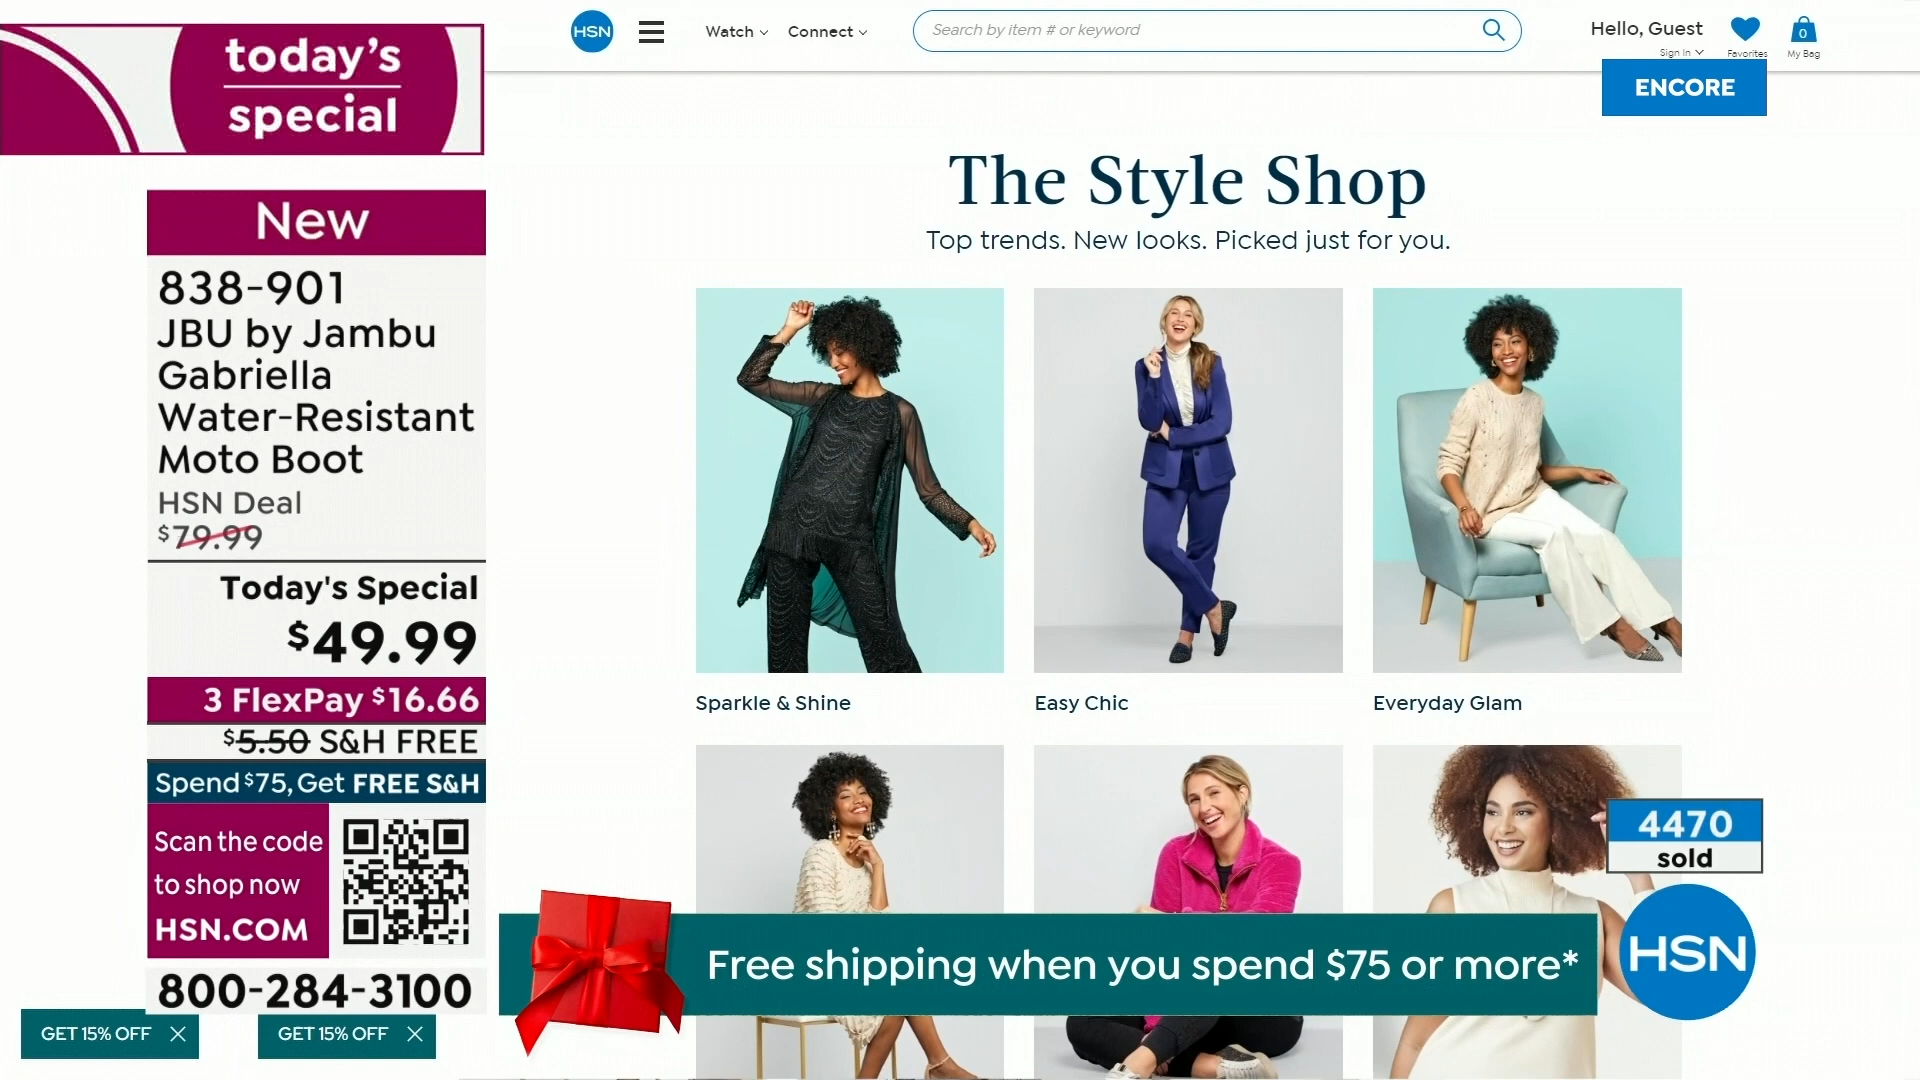 today's
special
New
838-901
JBU by Jambu
Gabriella
Water-Resistant
Moto Boot
HSN Deal
$79.99
Today's Special
$49.99
3 FlexPay $16.66
$5.50 S&H FREE
Spend $75, Get FREE S&H
Scan the code
to shop now
HSN.COM
800-284-3100
GET 15% OFF
GET 15% OFF
HSN
Watch
Connect
Search by item # or keyword
Hello, Guest
Sign In
Favorites
0
My Bag
ENCORE
The Style Shop
Top trends. New looks. Picked just for you.
Sparkle & Shine
Easy Chic
Everyday Glam
4470
sold
Free shipping when you spend $75 or more*
HSN